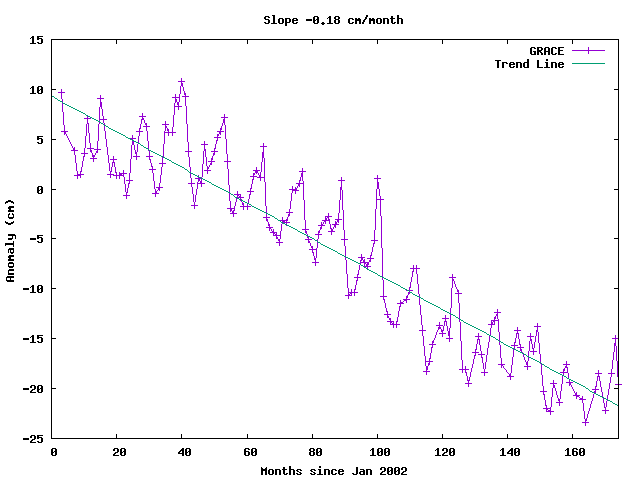 Slope -0.18 cm/month
GRACE
Trend Line
15
10
5
0
-5
-10
-15
-20
-25
Anomaly (cm)
0 20 40 60 80 100 120 140 160
Months since Jan 2002